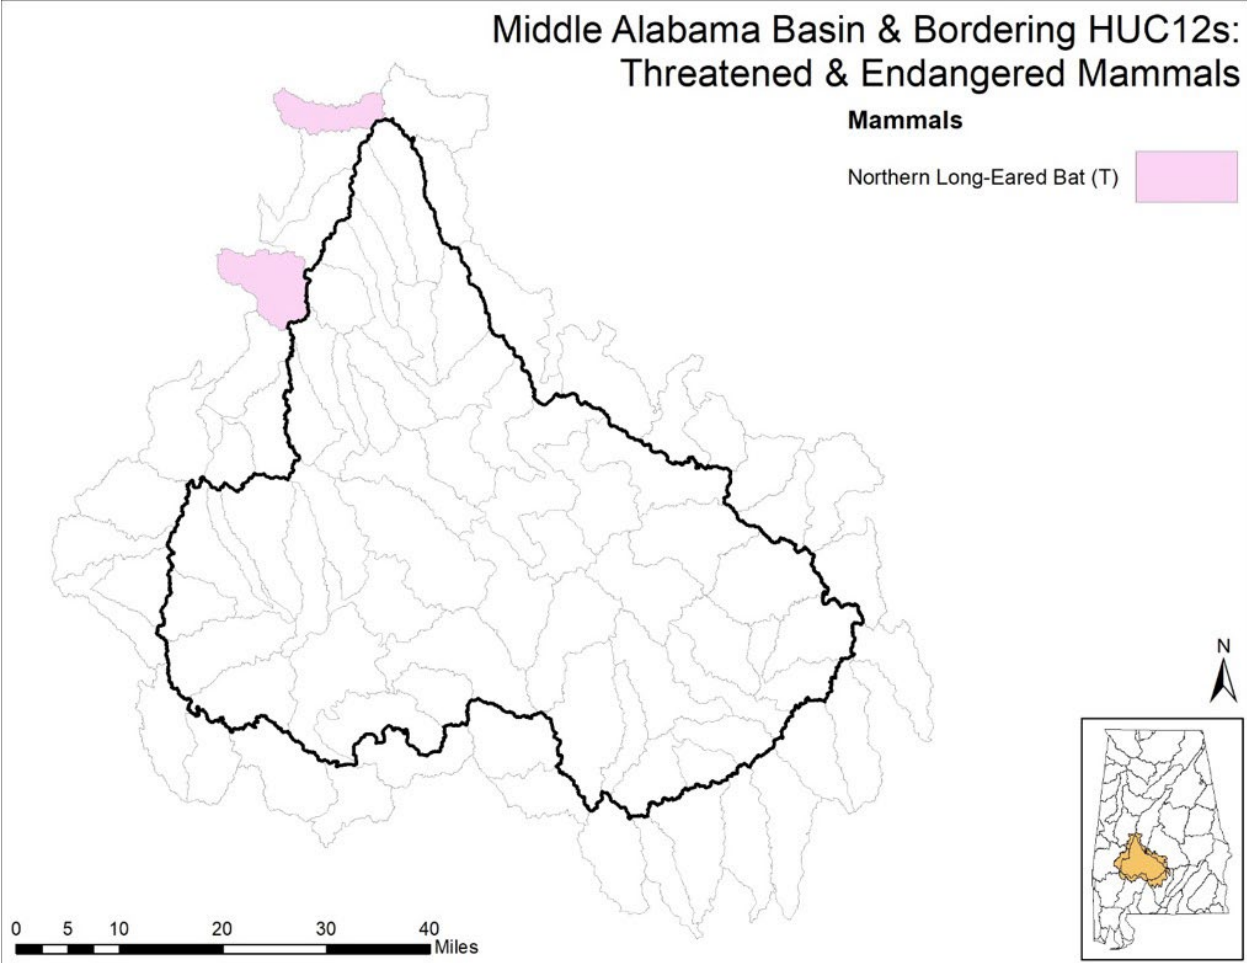 Middle Alabama Basin & Bordering HUC12s:
Threatened & Endangered Mammals
Mammals
Northern Long-Eared Bat (T)
N
0 5 10 20 30 40
Miles